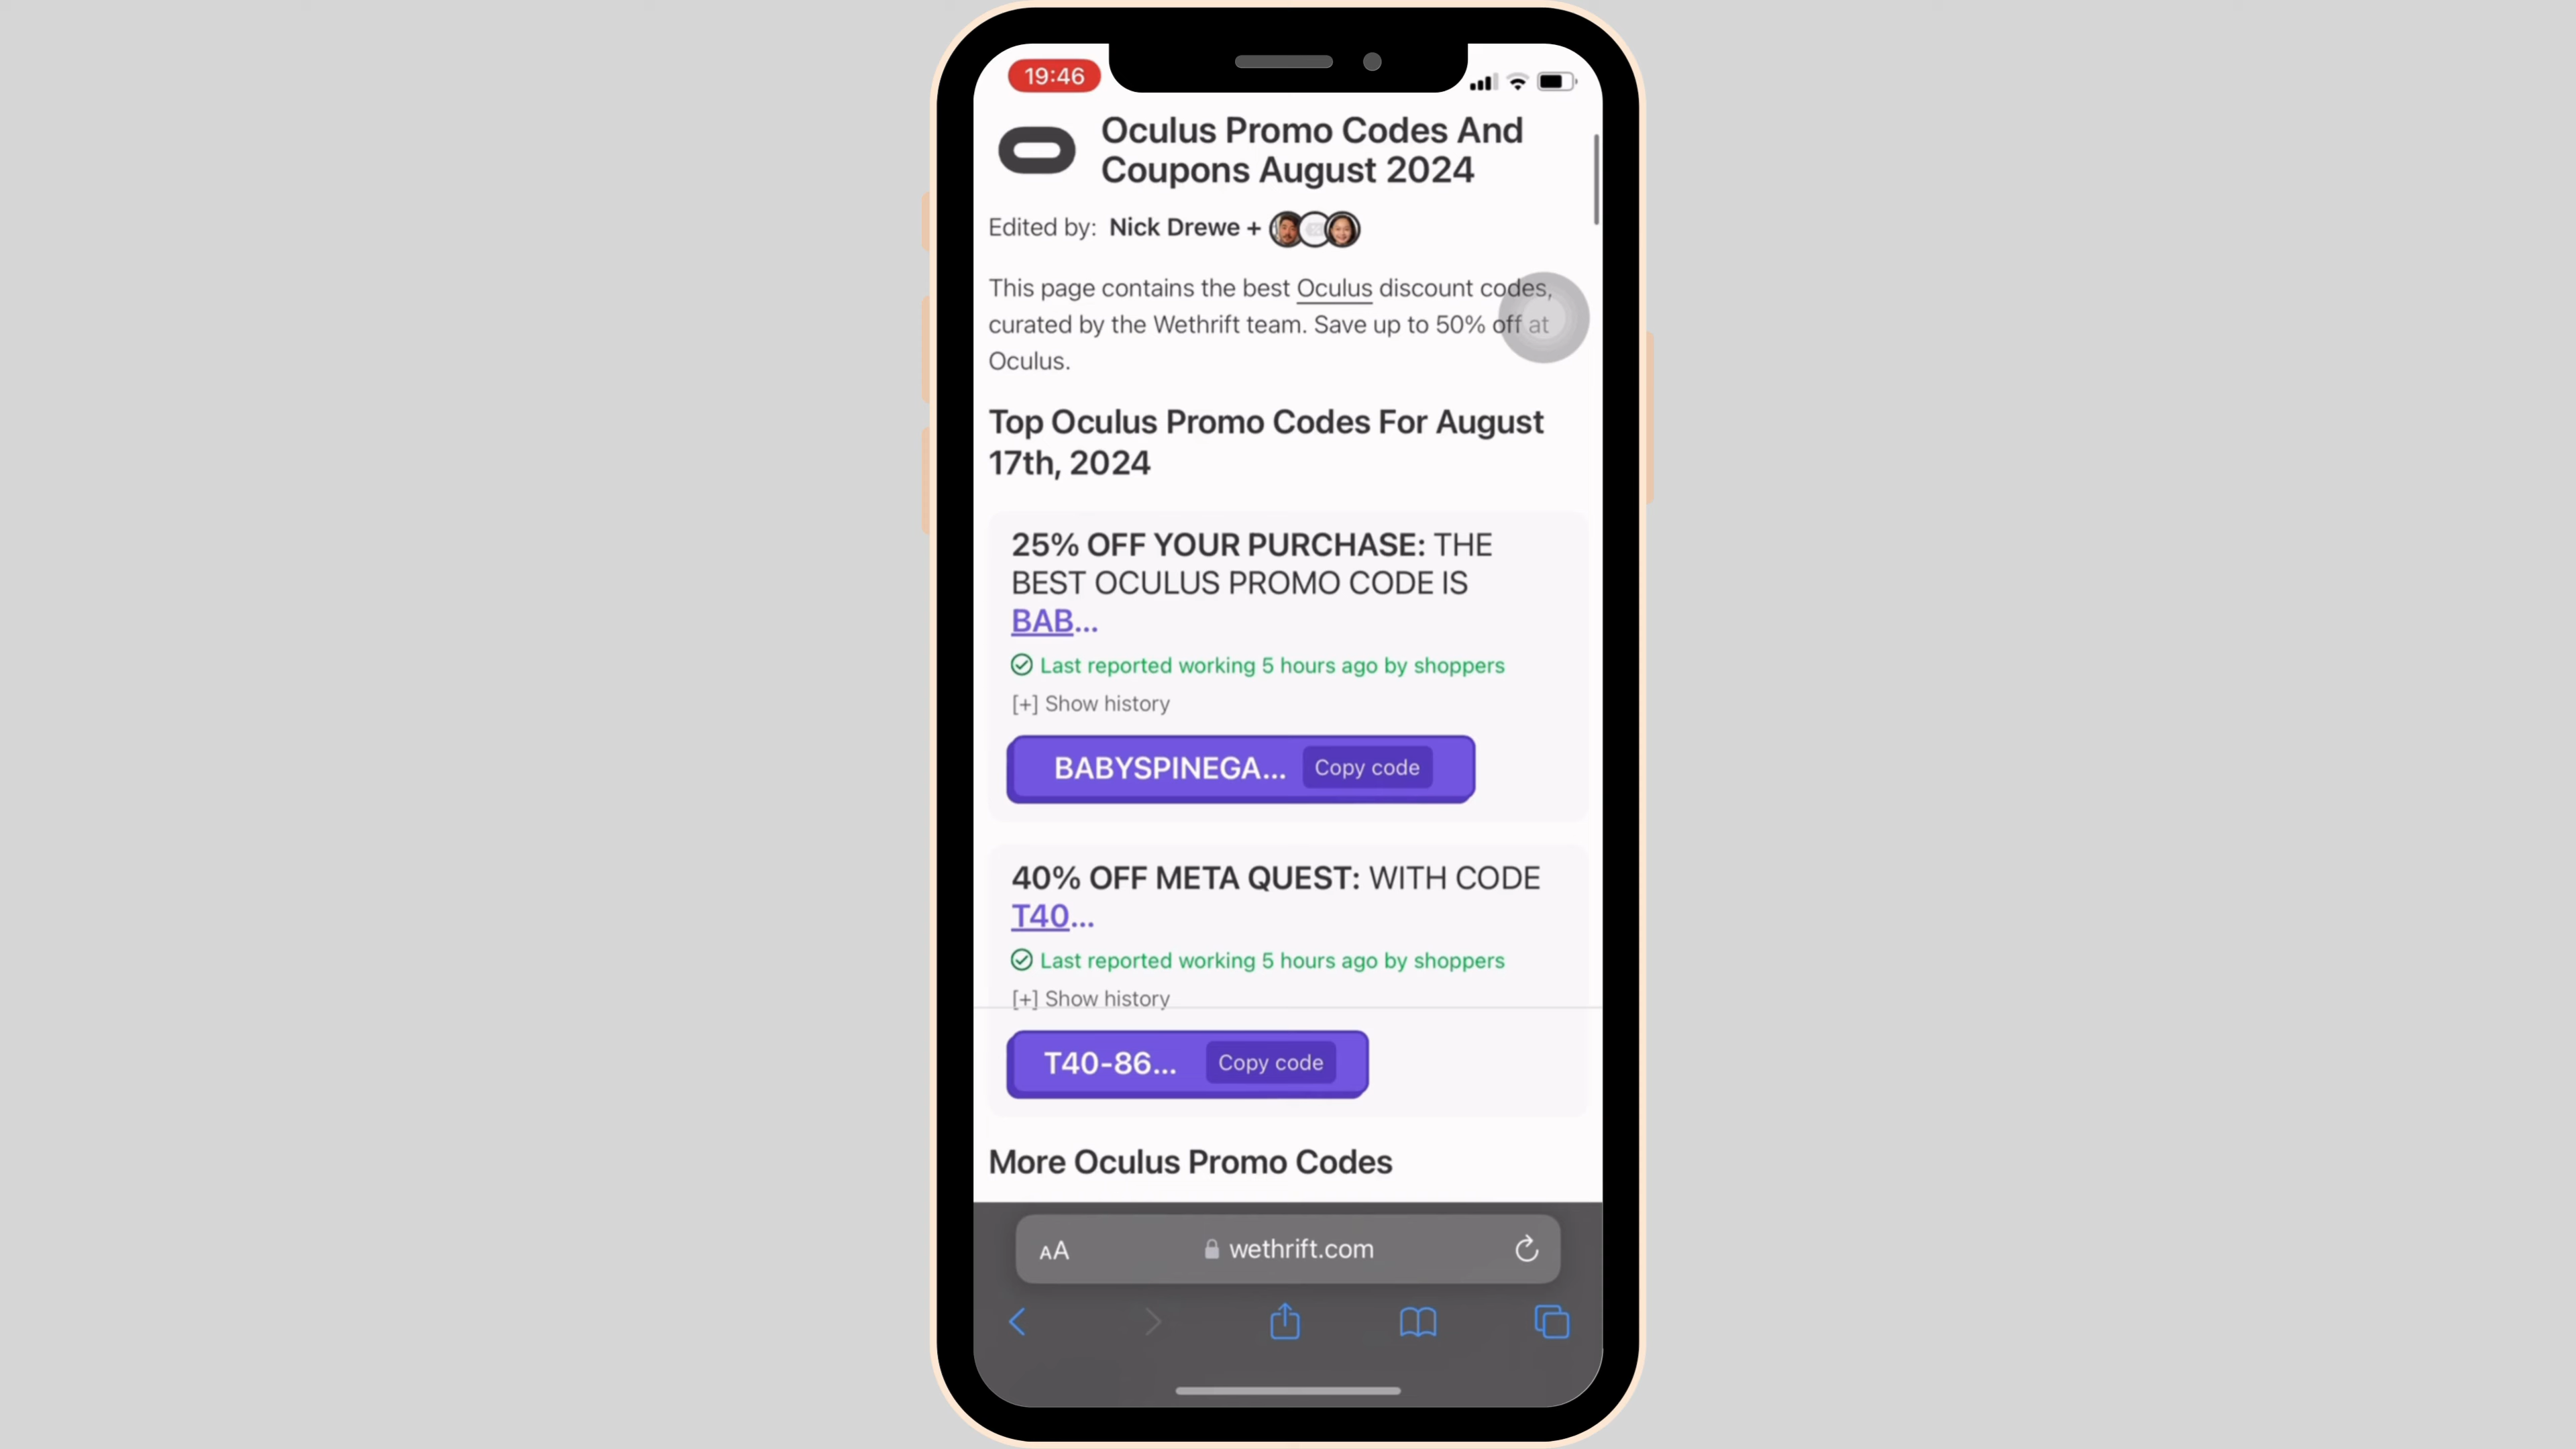 19:46
Oculus Promo Codes And
Coupons August 2024
Edited by: Nick Drewe +
This page contains the best Oculus discount codes,
curated by the Wethrift team. Save up to 50% off at
Oculus.
Top Oculus Promo Codes For August
17th, 2024
25% OFF YOUR PURCHASE: THE
BEST OCULUS PROMO CODE IS
BAB...
Last reported working 5 hours ago by shoppers
[+] Show history
BABYSPINEGA... Copy code
40% OFF META QUEST: WITH CODE
T40...
Last reported working 5 hours ago by shoppers
[+] Show history
T40-86... Copy code
More Oculus Promo Codes
AA wethrift.com